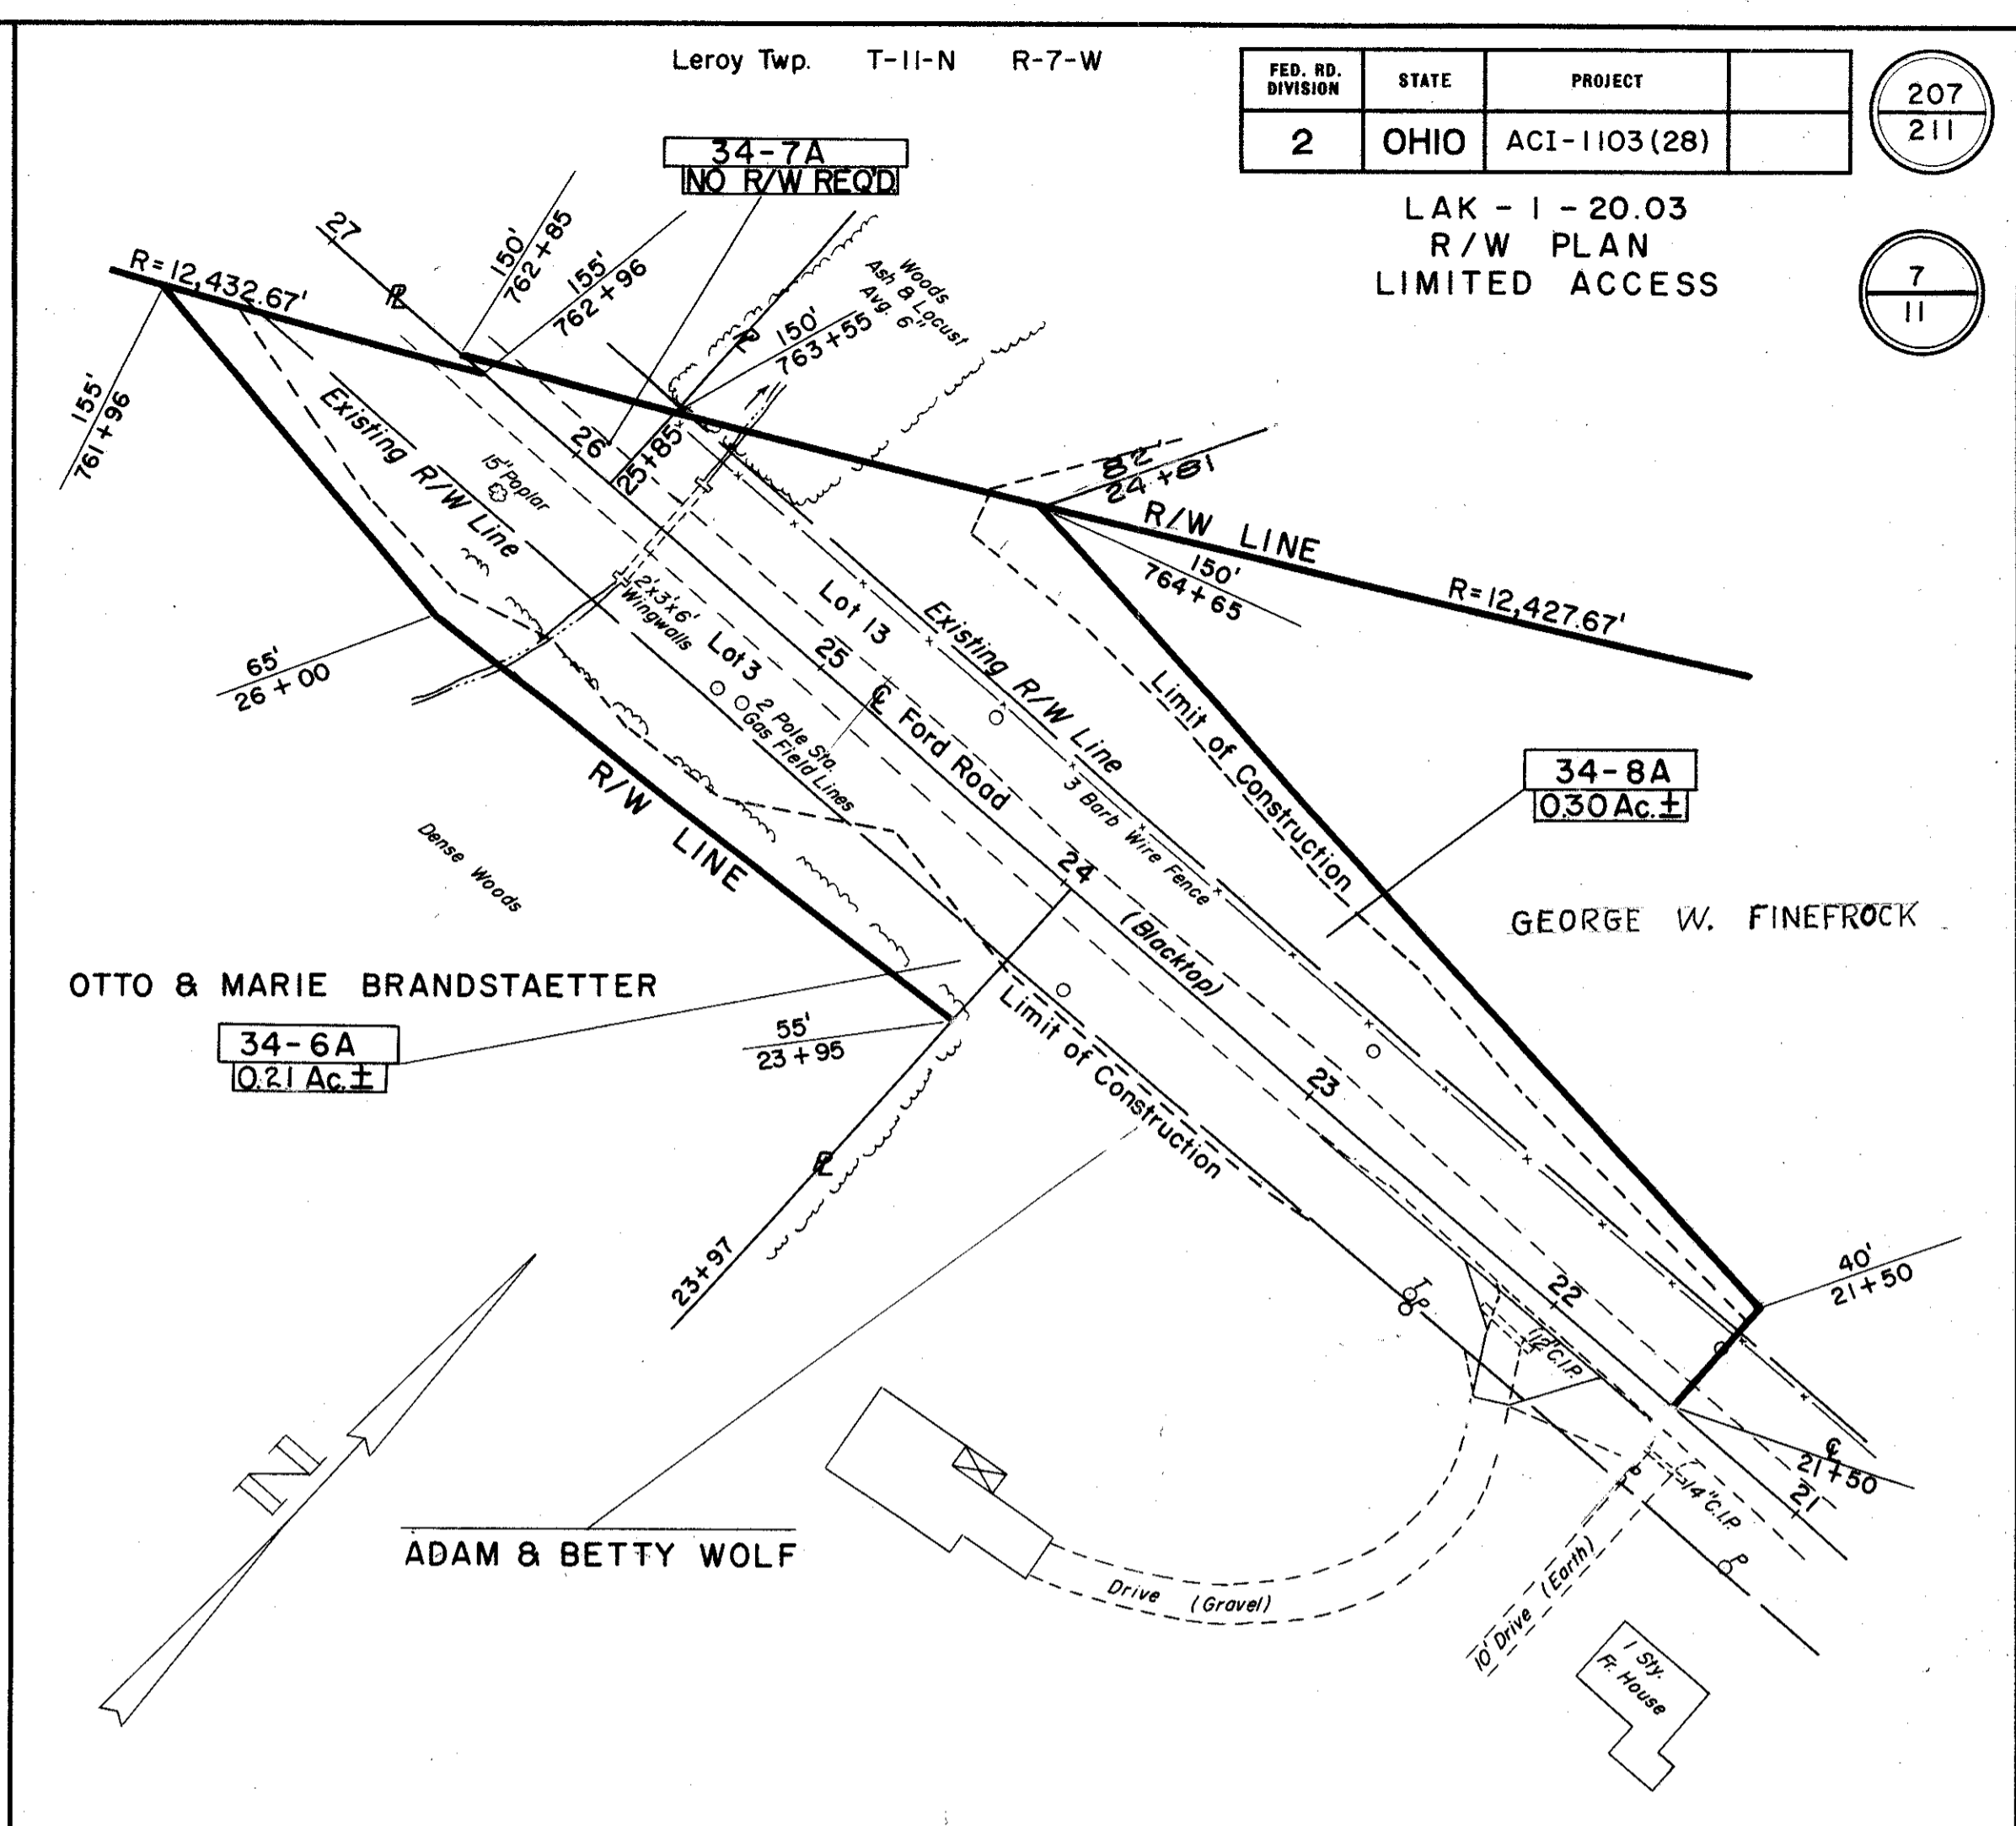 Leroy Twp. T-11-N R-7-W
FED. RD. DIVISION STATE PROJECT
2 OHIO ACI-1103(28)
207
211
LAK - 1 - 20.03
R/W PLAN
LIMITED ACCESS
7
11
34-7A
NO R/W REQ'D.
27
R=12,432.67'
PL
150'
762+85
155'
762+96
PL
150'
763+55
Woods
Ash & Locust
Avg. 6"
155'
761+96
Existing R/W Line
15" Poplar
26
25+85
82'
24+81
R/W LINE
150'
764+65
R=12,427.67'
2'x3'x6'
Wingwalls
Lot 13
Lot 3
25
Existing R/W Line
Limit of Construction
65'
26+00
2 Pole Sta.
Gas Field Lines
CL Ford Road
3 Barb Wire Fence
34-8A
0.30 Ac.±
R/W LINE
Dense Woods
24
(Blacktop)
GEORGE W. FINEFROCK
OTTO & MARIE BRANDSTAETTER
34-6A
0.21 Ac.±
55'
23+95
Limit of Construction
23
PL
23+97
22
40'
21+50
T
P
12" C.I.P.
CL
21+50
21
P
14" C.I.P.
P
N
ADAM & BETTY WOLF
Drive (Gravel)
10' Drive (Earth)
1 Sty.
Fr. House